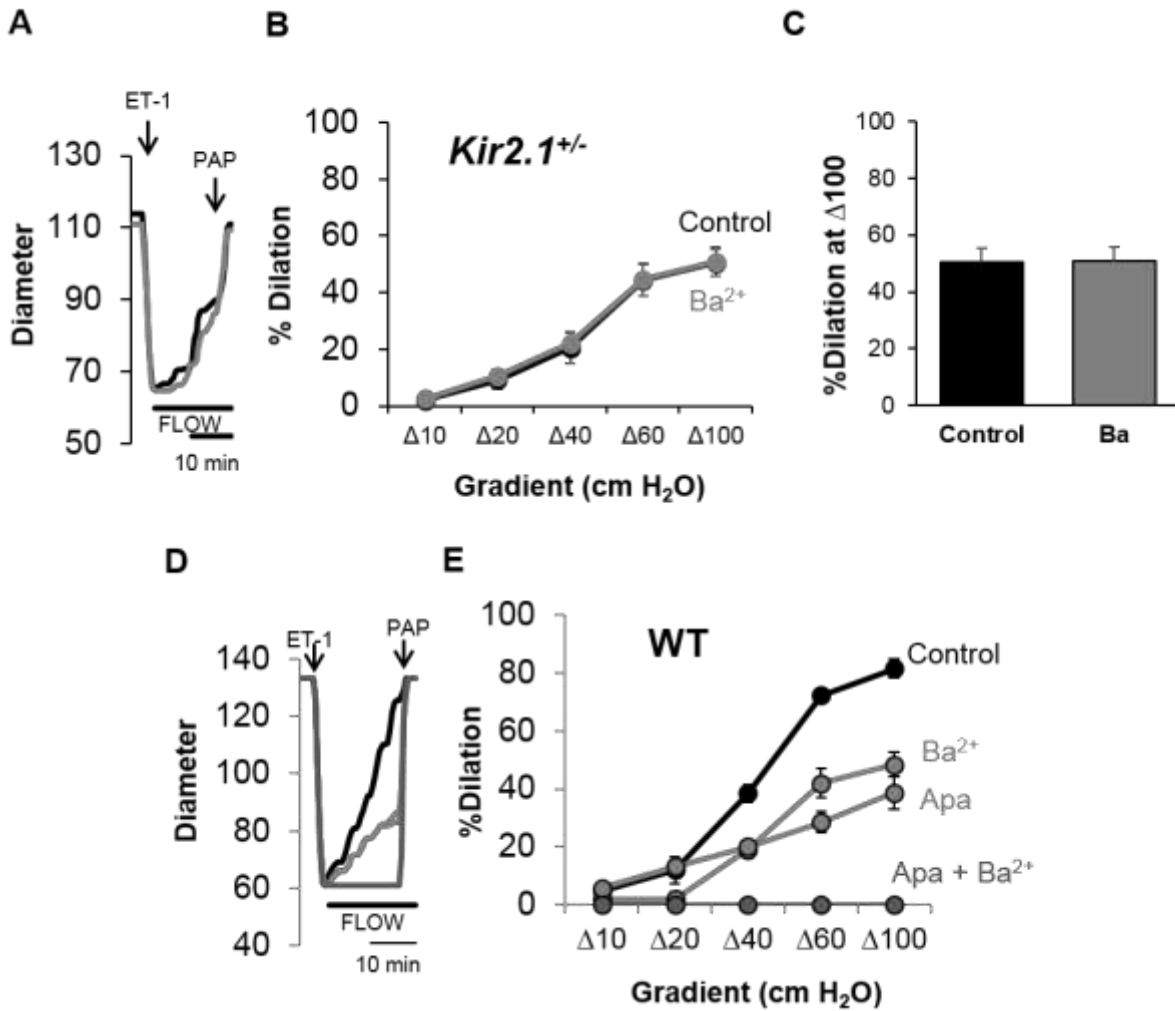 A
ET-1
PAP
130
110
90
70
50
Diameter
FLOW
10 min
B
Kir2.1+/-
100
80
60
40
20
0
% Dilation
Control
Ba2+
Δ10 Δ20 Δ40 Δ60 Δ100
Gradient (cm H2O)
C
100
80
60
40
20
0
%Dilation at Δ100
Control Ba
D
ET-1
PAP
140
120
100
80
60
40
Diameter
FLOW
10 min
E
WT
100
80
60
40
20
0
%Dilation
Control
Ba2+
Apa
Apa + Ba2+
Δ10 Δ20 Δ40 Δ60 Δ100
Gradient (cm H2O)